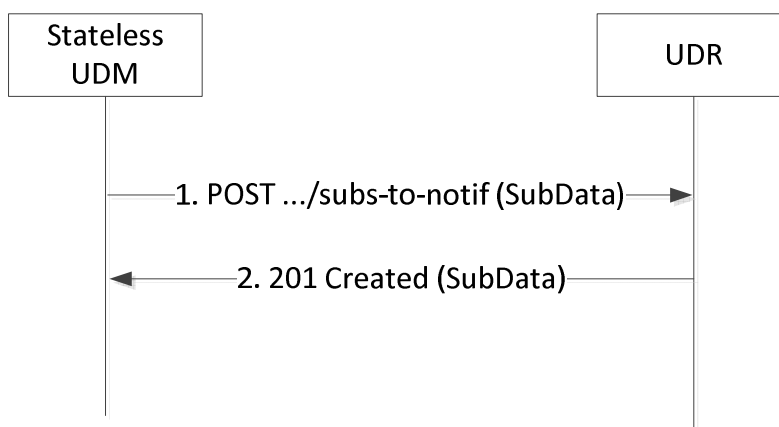 Stateless
UDM
UDR
1. POST .../subs-to-notif (SubData)
2. 201 Created (SubData)